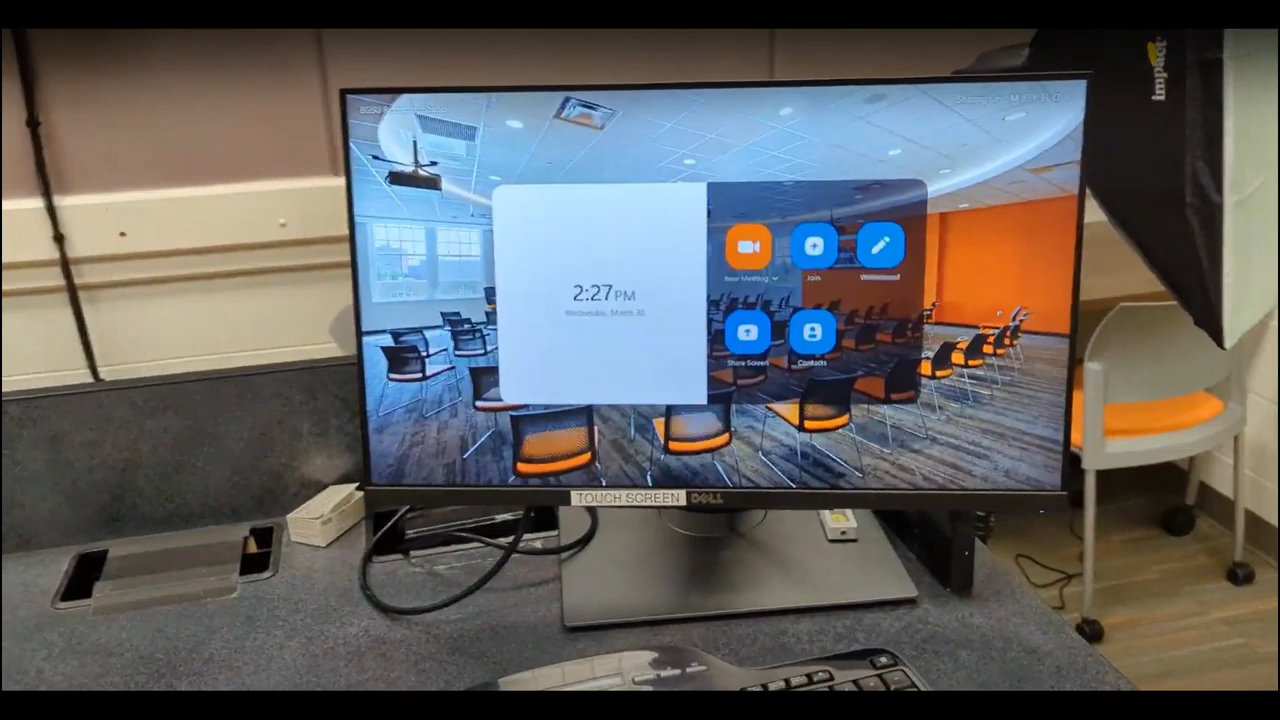 impact
2:27 PM
Wednesday, March 30
New Meeting
Join
Whiteboard
Share Screen
Contacts
TOUCH SCREEN DELL